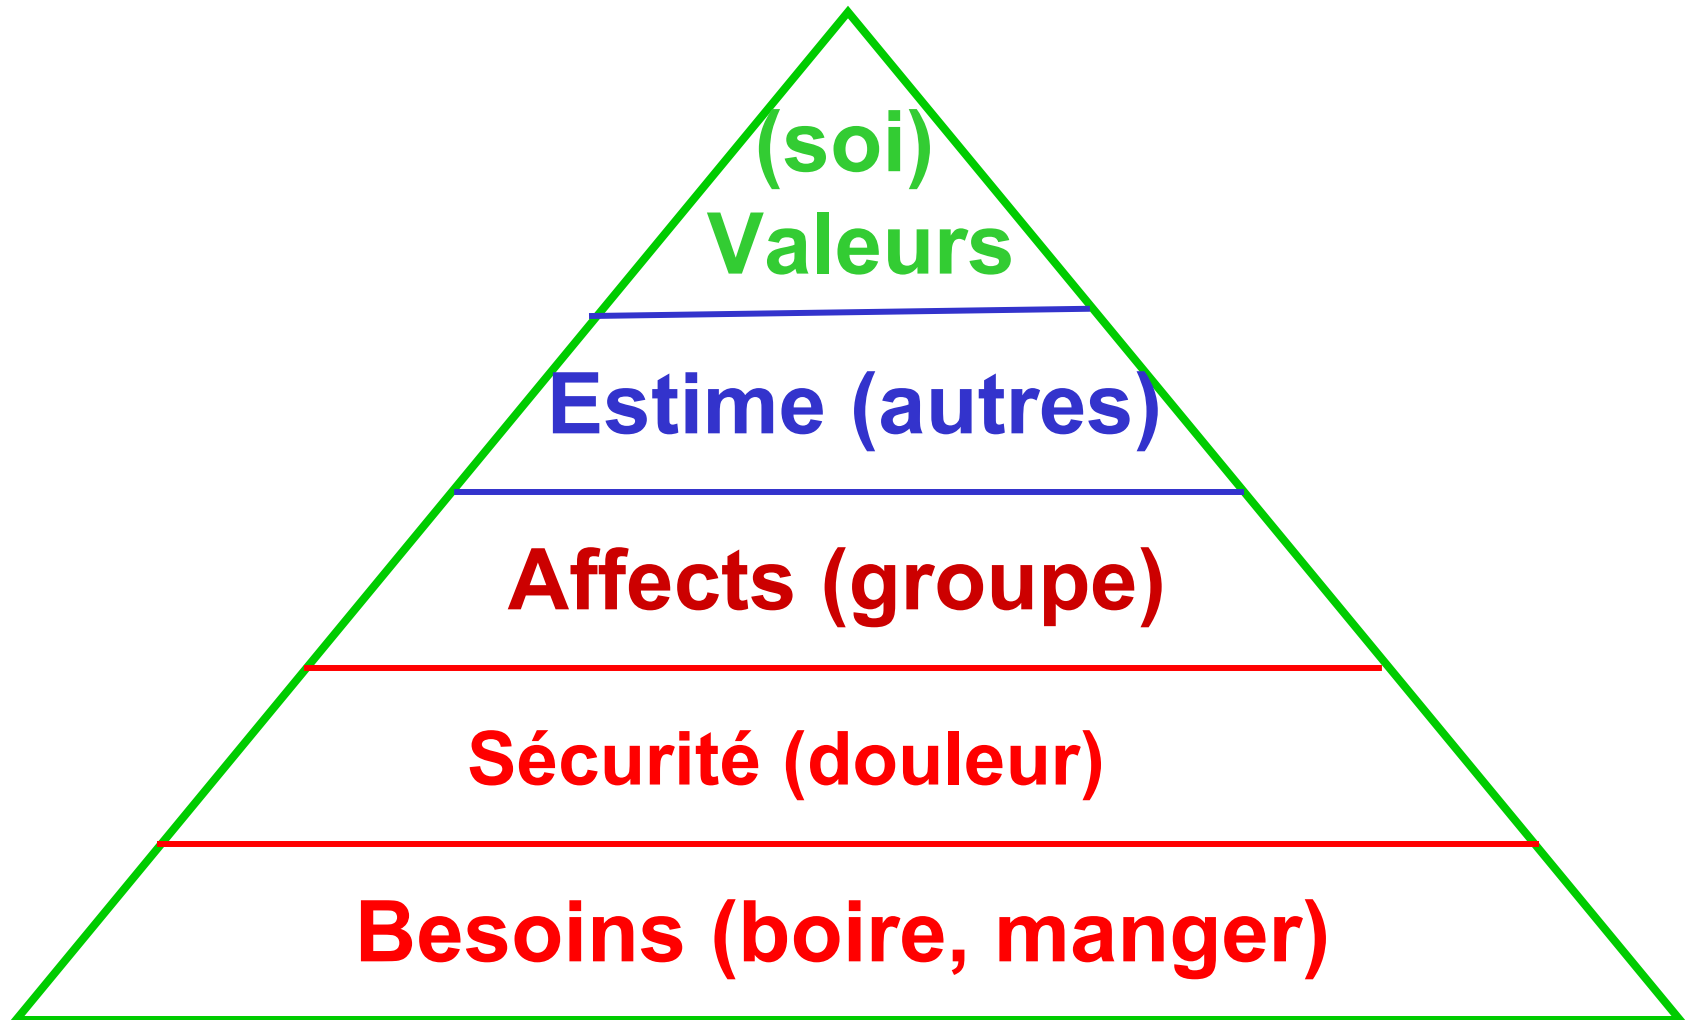 (soi)
Valeurs
Estime (autres)
Affects (groupe)
Sécurité (douleur)
Besoins (boire, manger)